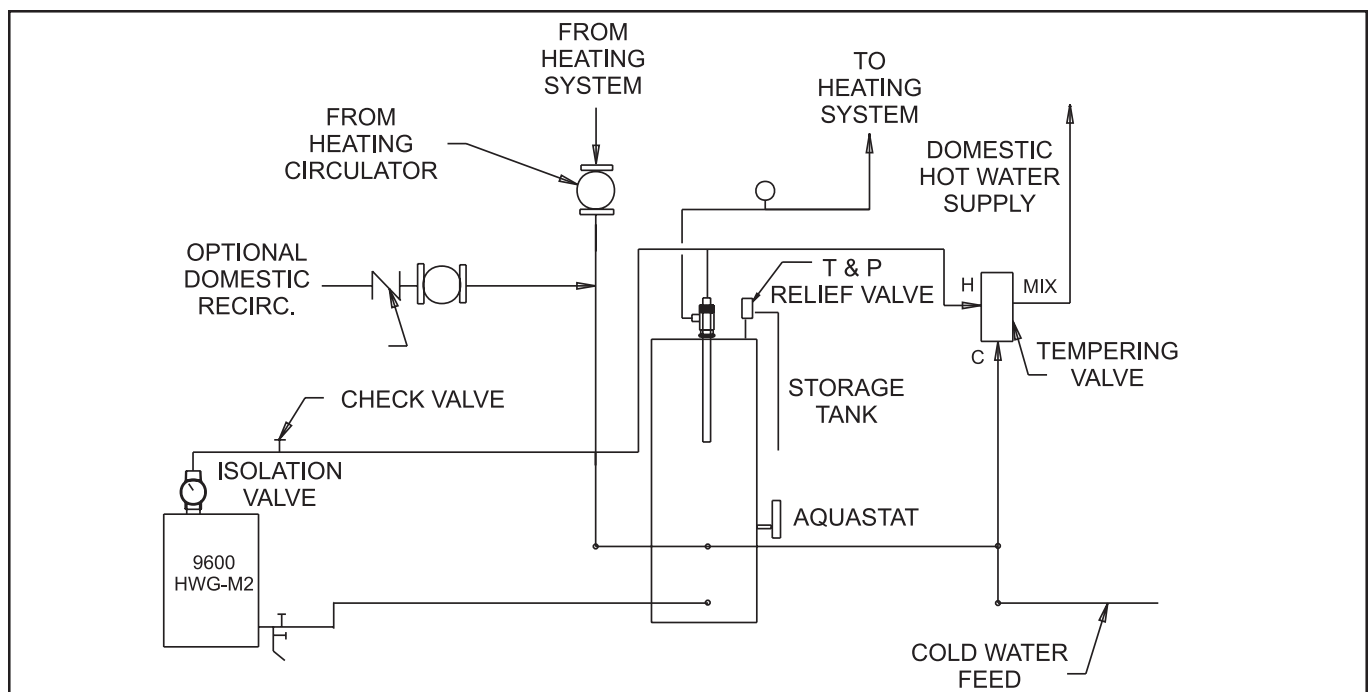 FROM
HEATING
SYSTEM
TO
HEATING
SYSTEM
FROM
HEATING
CIRCULATOR
DOMESTIC
HOT WATER
SUPPLY
OPTIONAL
DOMESTIC
RECIRC.
T & P
RELIEF VALVE
H
MIX
C
TEMPERING
VALVE
STORAGE
TANK
CHECK VALVE
ISOLATION
VALVE
AQUASTAT
9600
HWG-M2
COLD WATER
FEED